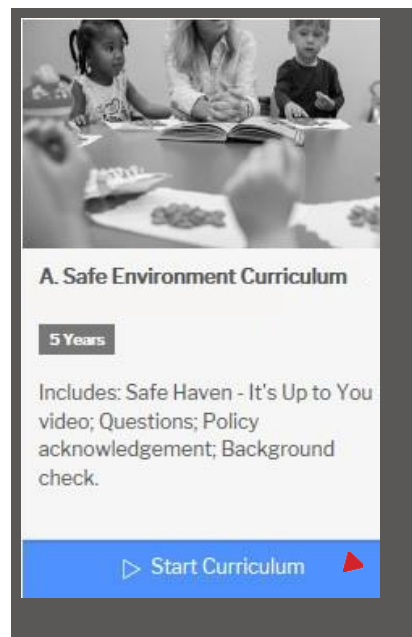 A. Safe Environment Curriculum
5 Years
Includes: Safe Haven - It's Up to You
video; Questions; Policy
acknowledgement; Background
check.
Start Curriculum